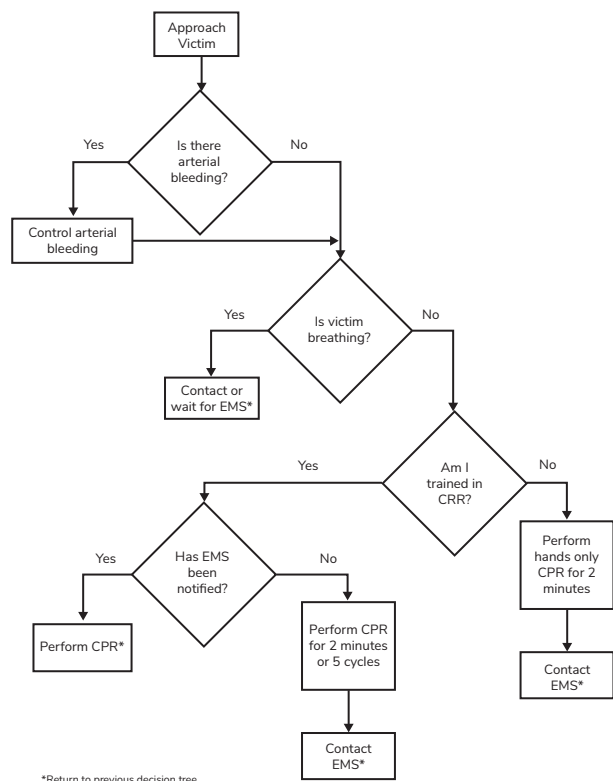 Approach
Victim
Is there
arterial
bleeding?
Yes
No
Control arterial
bleeding
Is victim
breathing?
Yes
No
Contact or
wait for EMS*
Am I
trained in
CRR?
Yes
No
Has EMS
been
notified?
Yes
No
Perform
hands only
CPR for 2
minutes
Perform CPR*
Perform CPR
for 2 minutes
or 5 cycles
Contact
EMS*
Contact
EMS*
*Return to previous decision tree